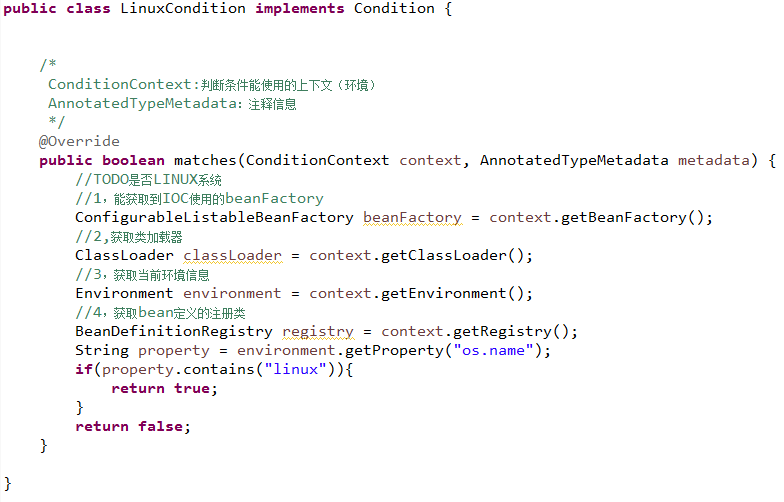 public class LinuxCondition implements Condition {
/*
ConditionContext:判断条件能使用的上下文（环境）
AnnotatedTypeMetadata：注释信息
*/
@Override
public boolean matches(ConditionContext context, AnnotatedTypeMetadata metadata) {
//TODO是否LINUX系统
//1，能获取到IOC使用的beanFactory
ConfigurableListableBeanFactory beanFactory = context.getBeanFactory();
//2,获取类加载器
ClassLoader classLoader = context.getClassLoader();
//3，获取当前环境信息
Environment environment = context.getEnvironment();
//4，获取bean定义的注册类
BeanDefinitionRegistry registry = context.getRegistry();
String property = environment.getProperty("os.name");
if(property.contains("linux")){
return true;
}
return false;
}
}